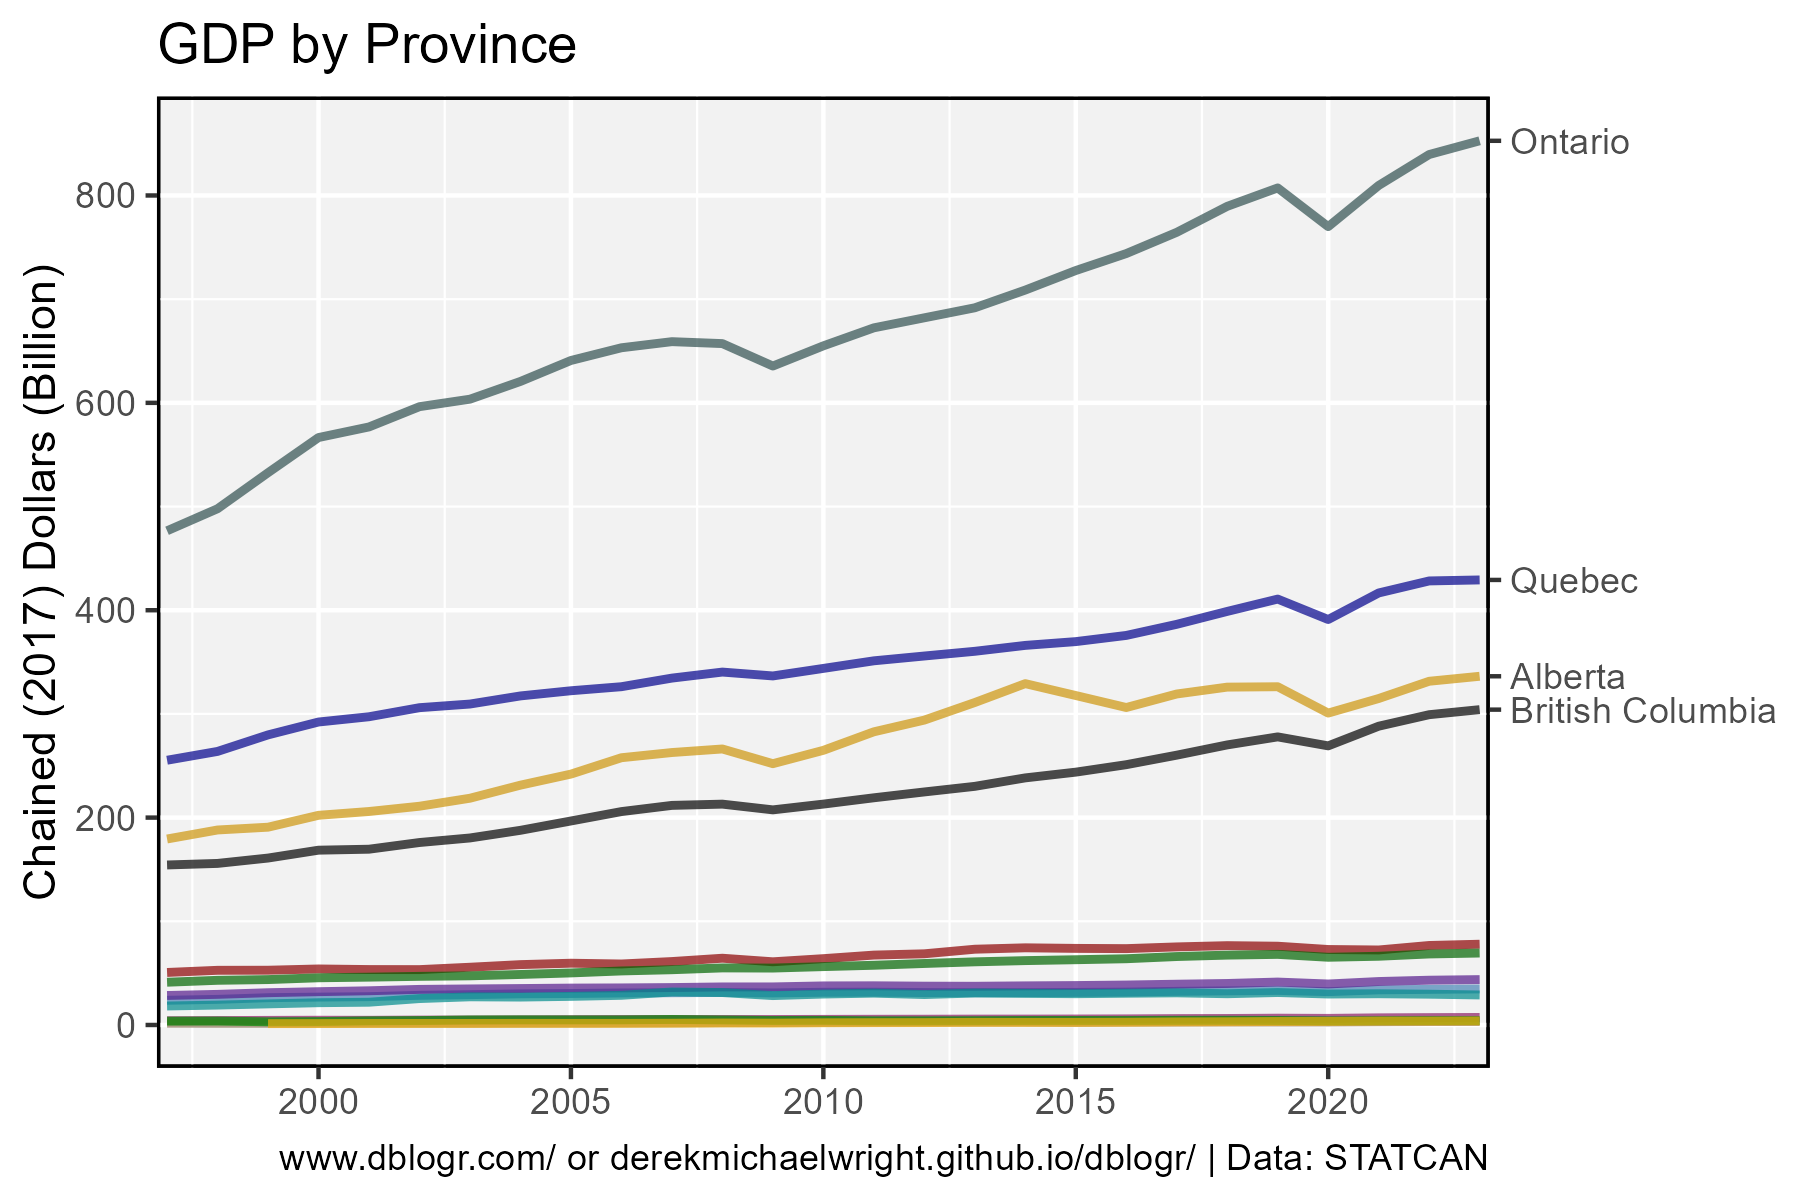 GDP by Province
Chained (2017) Dollars (Billion)
800
600
400
200
0
Ontario
Quebec
Alberta
British Columbia
2000 2005 2010 2015 2020
www.dblogr.com/ or derekmichaelwright.github.io/dblogr/ | Data: STATCAN